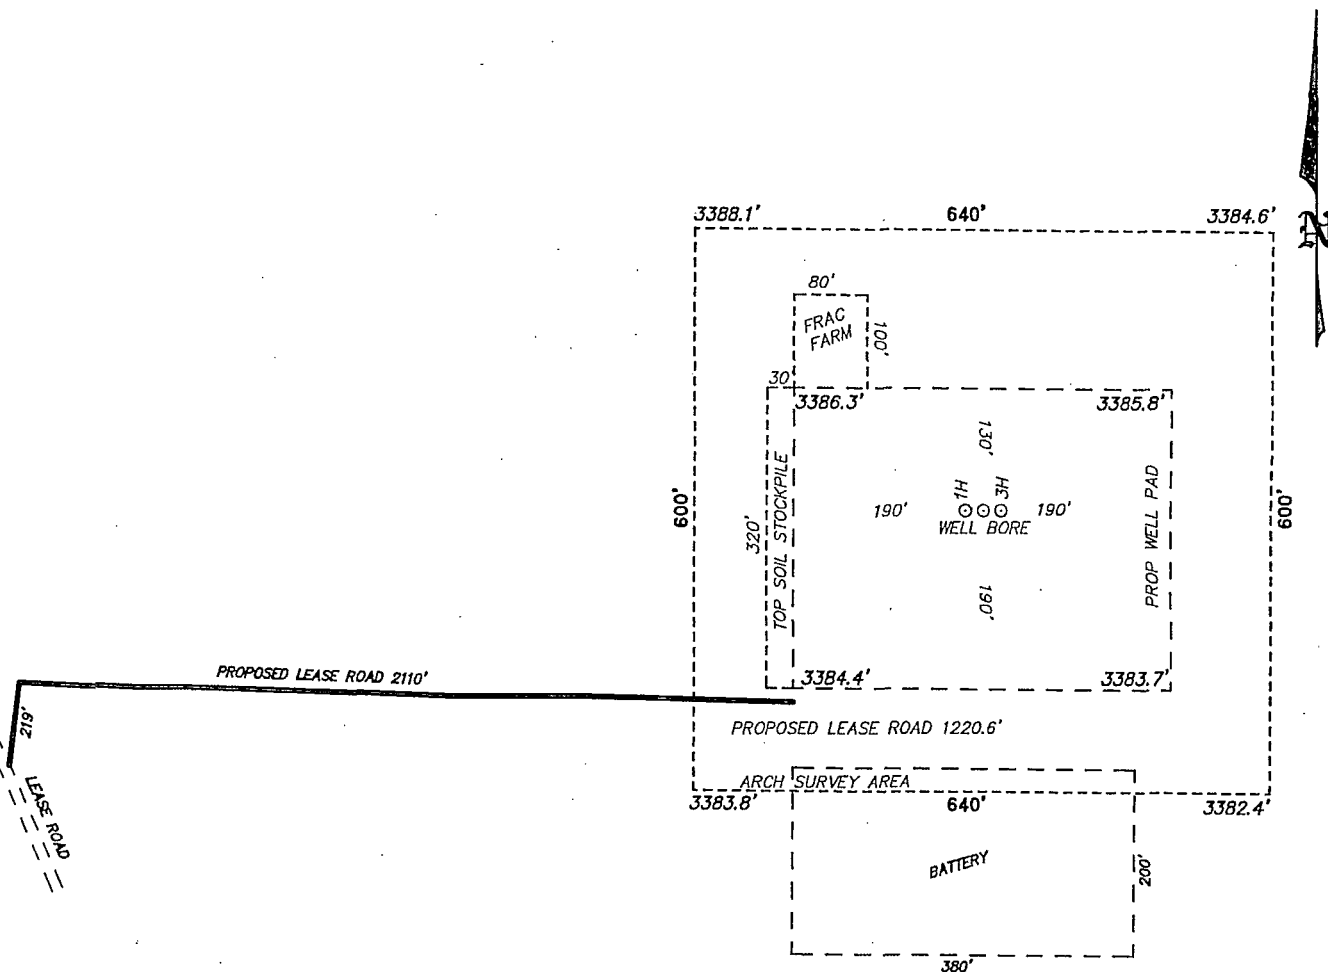 3388.1'
640'
3384.6'
N
80'
FRAC
FARM
100'
30'
3386.3'
3385.8'
130'
TOP SOIL STOCKPILE
320'
600'
190'
1H
3H
190'
WELL BORE
PROP WELL PAD
600'
190'
3384.4'
3383.7'
PROPOSED LEASE ROAD 2110'
219'
LEASE ROAD
PROPOSED LEASE ROAD 1220.6'
ARCH SURVEY AREA
3383.8'
640'
3382.4'
BATTERY
200'
380'